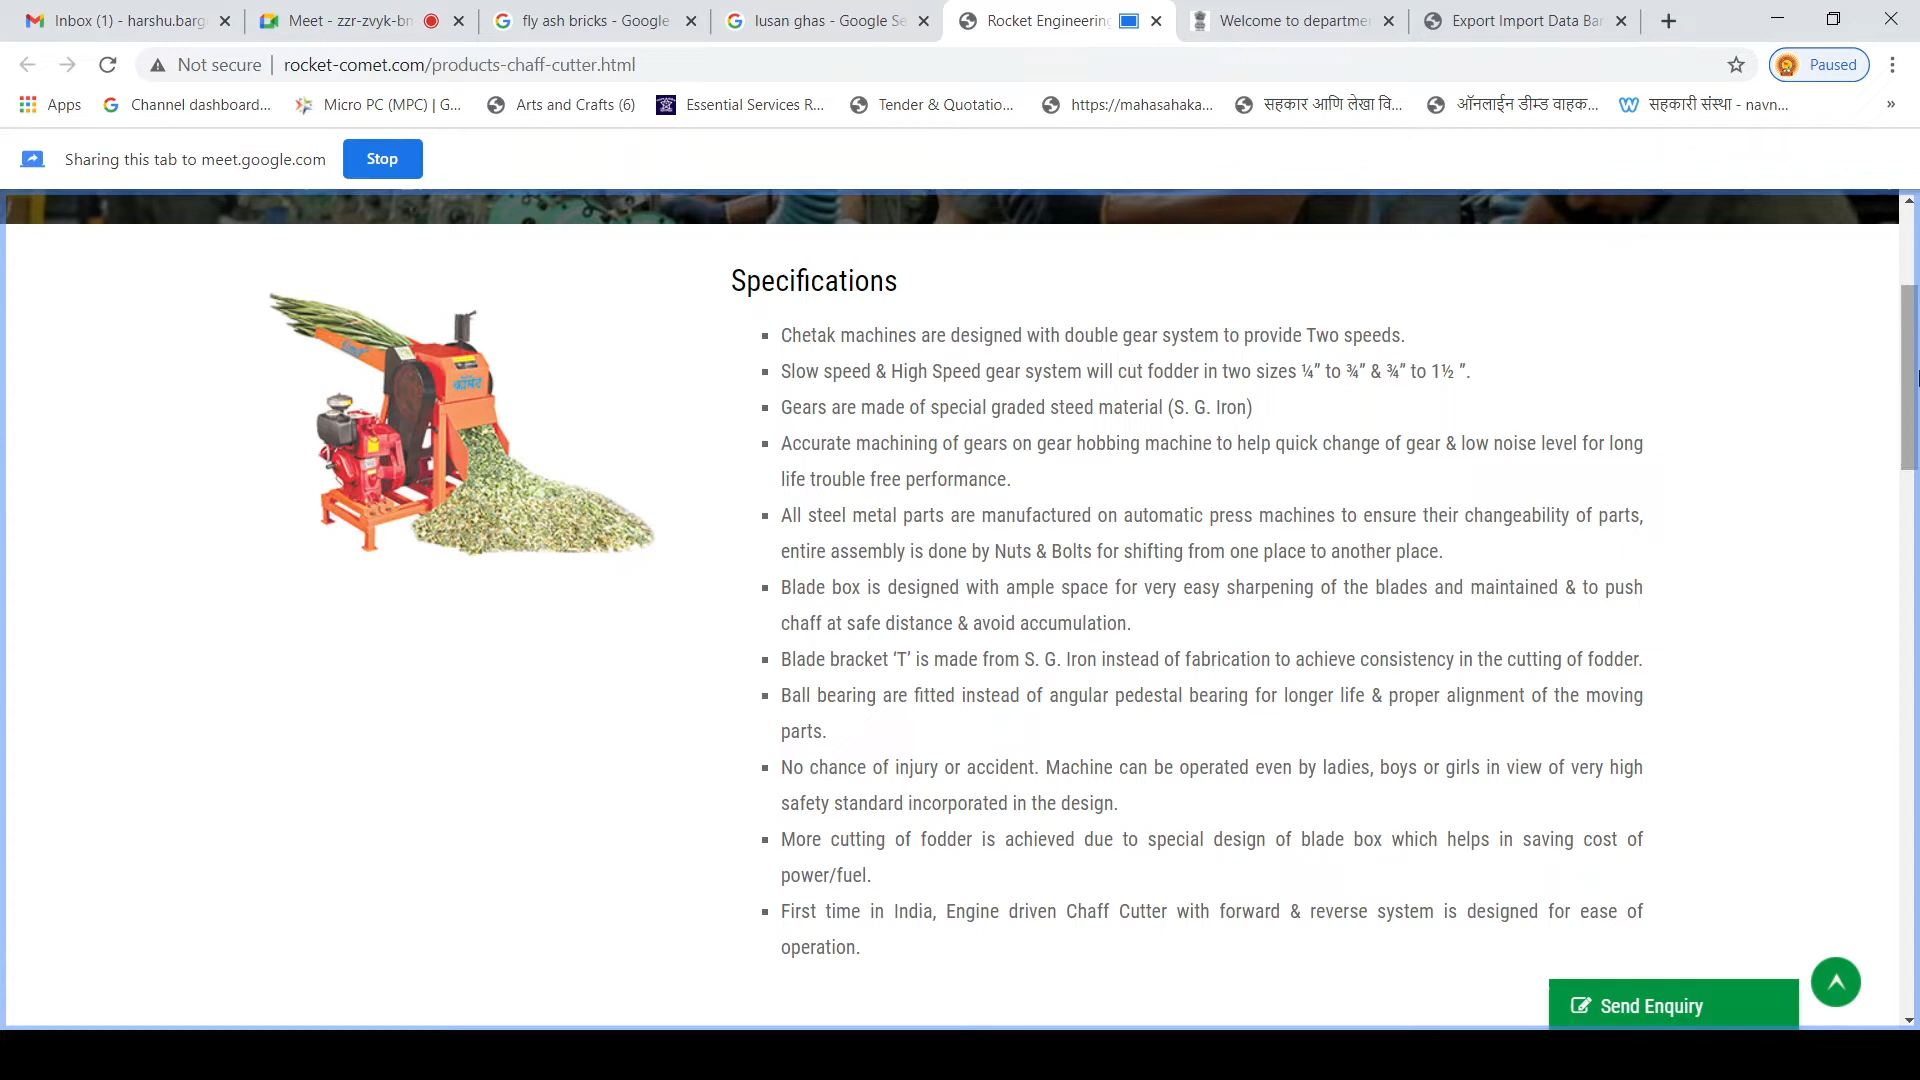 Inbox (1) - harshu.barg
Meet - zzr-zvyk-bm
fly ash bricks - Google
lusan ghas - Google Se
Rocket Engineering
Welcome to departme
Export Import Data Ban
Not secure
rocket-comet.com/products-chaff-cutter.html
Paused
Apps
Channel dashboard...
Micro PC (MPC) | G...
Arts and Crafts (6)
Essential Services R...
Tender & Quotatio...
https://mahasahaka...
सहकार आणि लेखा वि...
ऑनलाईन डीम्ड वाहक...
सहकारी संस्था - navn...
»
Sharing this tab to meet.google.com
Stop
Specifications
Chetak machines are designed with double gear system to provide Two speeds.
Slow speed & High Speed gear system will cut fodder in two sizes ¼” to ¾” & ¾” to 1½ ”.
Gears are made of special graded steed material (S. G. Iron)
Accurate machining of gears on gear hobbing machine to help quick change of gear & low noise level for long
life trouble free performance.
All steel metal parts are manufactured on automatic press machines to ensure their changeability of parts,
entire assembly is done by Nuts & Bolts for shifting from one place to another place.
Blade box is designed with ample space for very easy sharpening of the blades and maintained & to push
chaff at safe distance & avoid accumulation.
Blade bracket ‘T’ is made from S. G. Iron instead of fabrication to achieve consistency in the cutting of fodder.
Ball bearing are fitted instead of angular pedestal bearing for longer life & proper alignment of the moving
parts.
No chance of injury or accident. Machine can be operated even by ladies, boys or girls in view of very high
safety standard incorporated in the design.
More cutting of fodder is achieved due to special design of blade box which helps in saving cost of
power/fuel.
First time in India, Engine driven Chaff Cutter with forward & reverse system is designed for ease of
operation.
कॉमेट
Send Enquiry